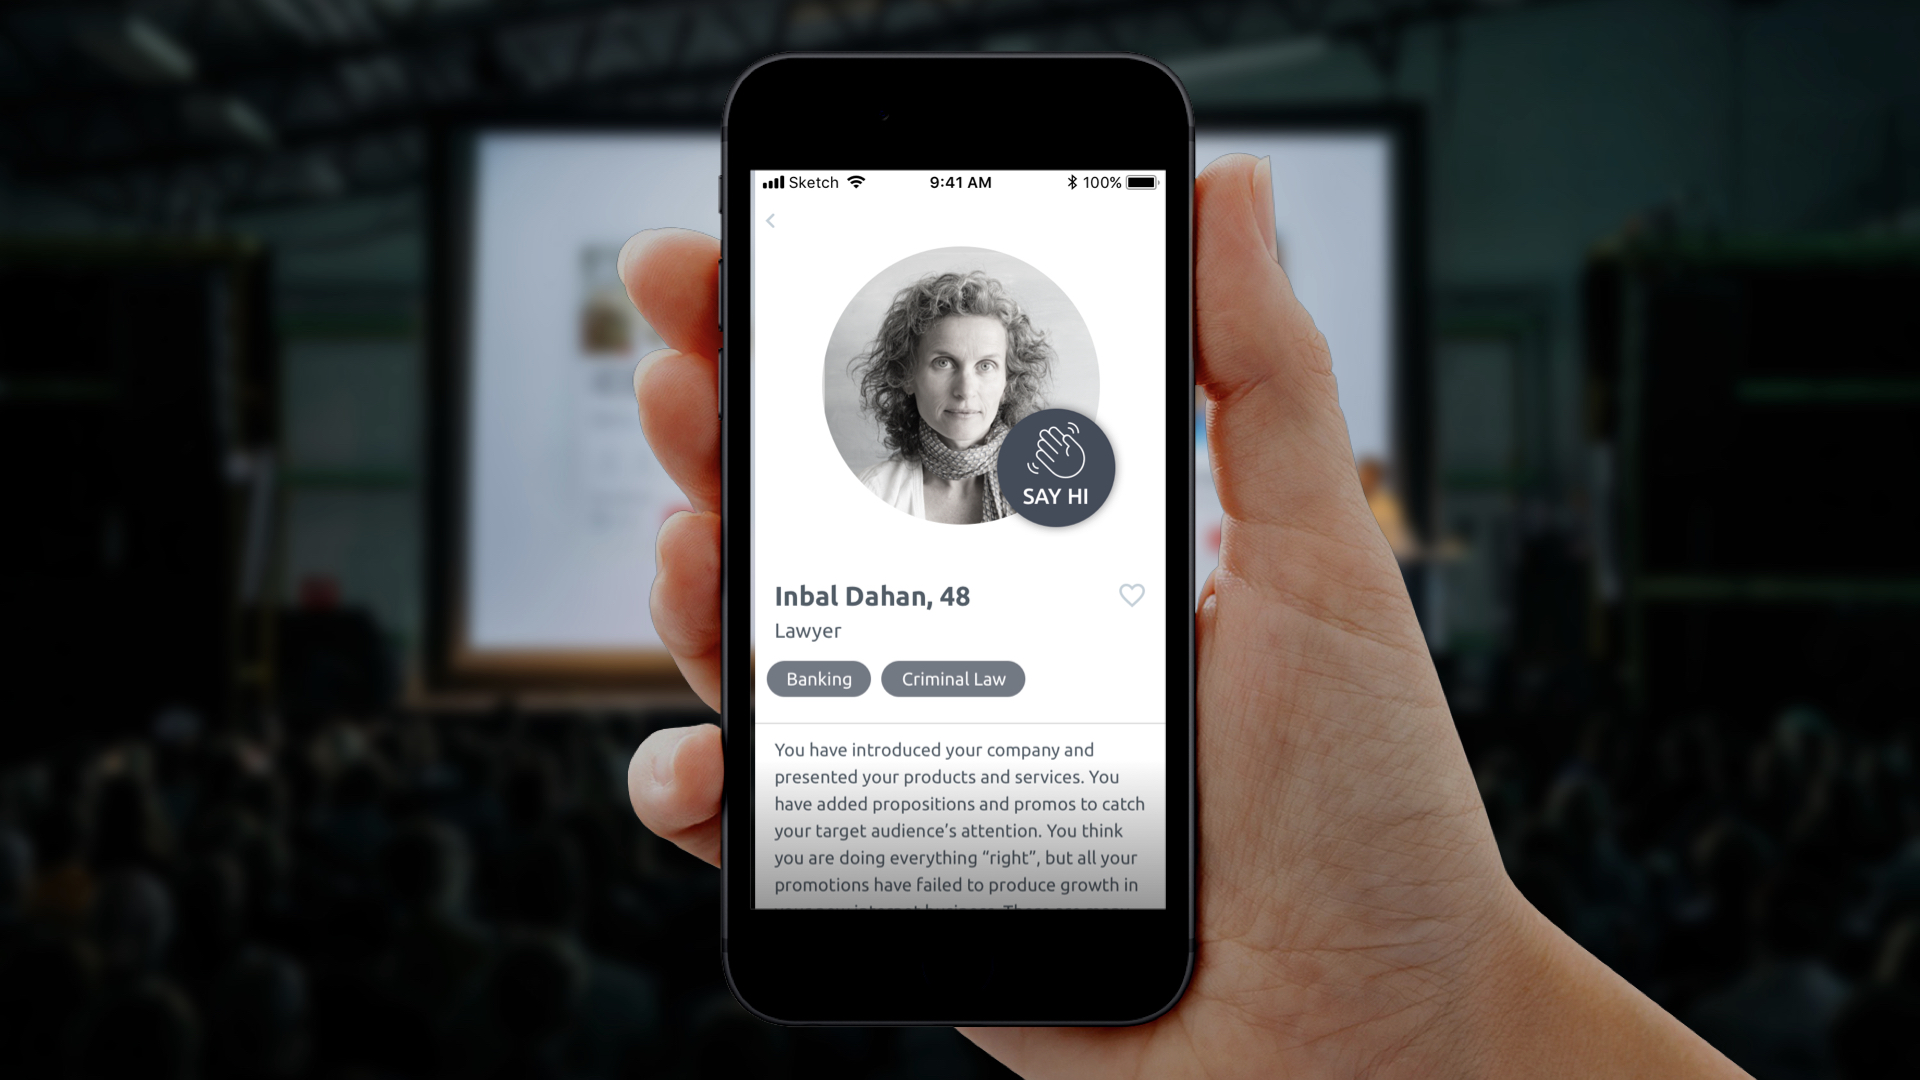 Sketch 9:41 AM 100%
SAY HI
Inbal Dahan, 48
Lawyer
Banking Criminal Law
You have introduced your company and
presented your products and services. You
have added propositions and promos to catch
your target audience’s attention. You think
you are doing everything “right”, but all your
promotions have failed to produce growth in